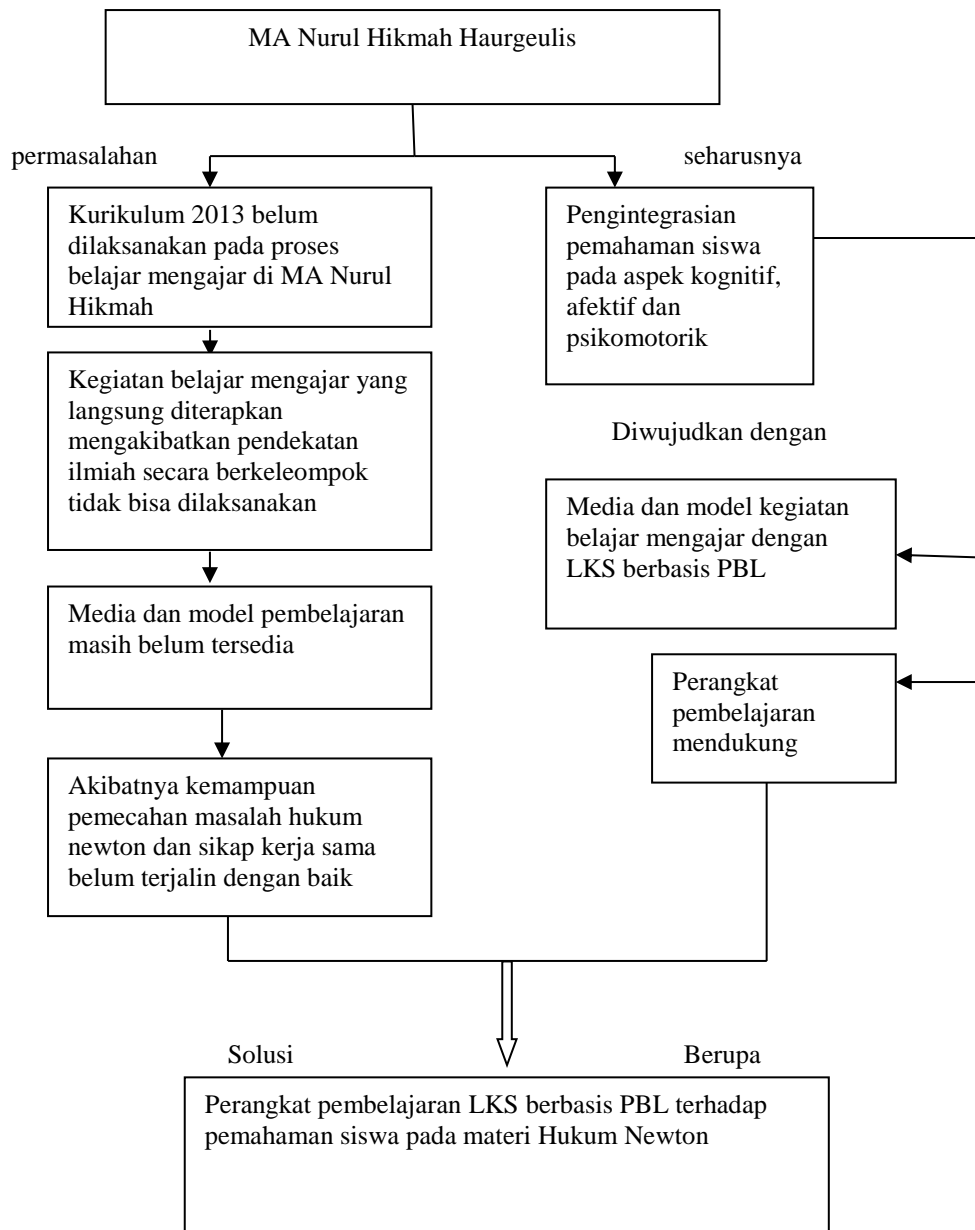 MA Nurul Hikmah Haurgeulis
permasalahan
seharusnya
Kurikulum 2013 belum
dilaksanakan pada proses
belajar mengajar di MA Nurul
Hikmah
Pengintegrasian
pemahaman siswa
pada aspek kognitif,
afektif dan
psikomotorik
Kegiatan belajar mengajar yang
langsung diterapkan
mengakibatkan pendekatan
ilmiah secara berkeleompok
tidak bisa dilaksanakan
Diwujudkan dengan
Media dan model kegiatan
belajar mengajar dengan
LKS berbasis PBL
Media dan model pembelajaran
masih belum tersedia
Perangkat
pembelajaran
mendukung
Akibatnya kemampuan
pemecahan masalah hukum
newton dan sikap kerja sama
belum terjalin dengan baik
Solusi
Berupa
Perangkat pembelajaran LKS berbasis PBL terhadap
pemahaman siswa pada materi Hukum Newton